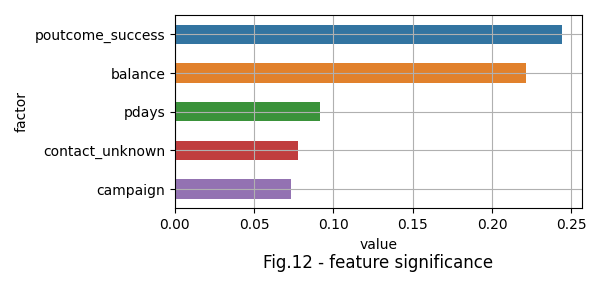 factor
poutcome_success
balance
pdays
contact_unknown
campaign
0.00 0.05 0.10 0.15 0.20 0.25
value
Fig.12 - feature significance